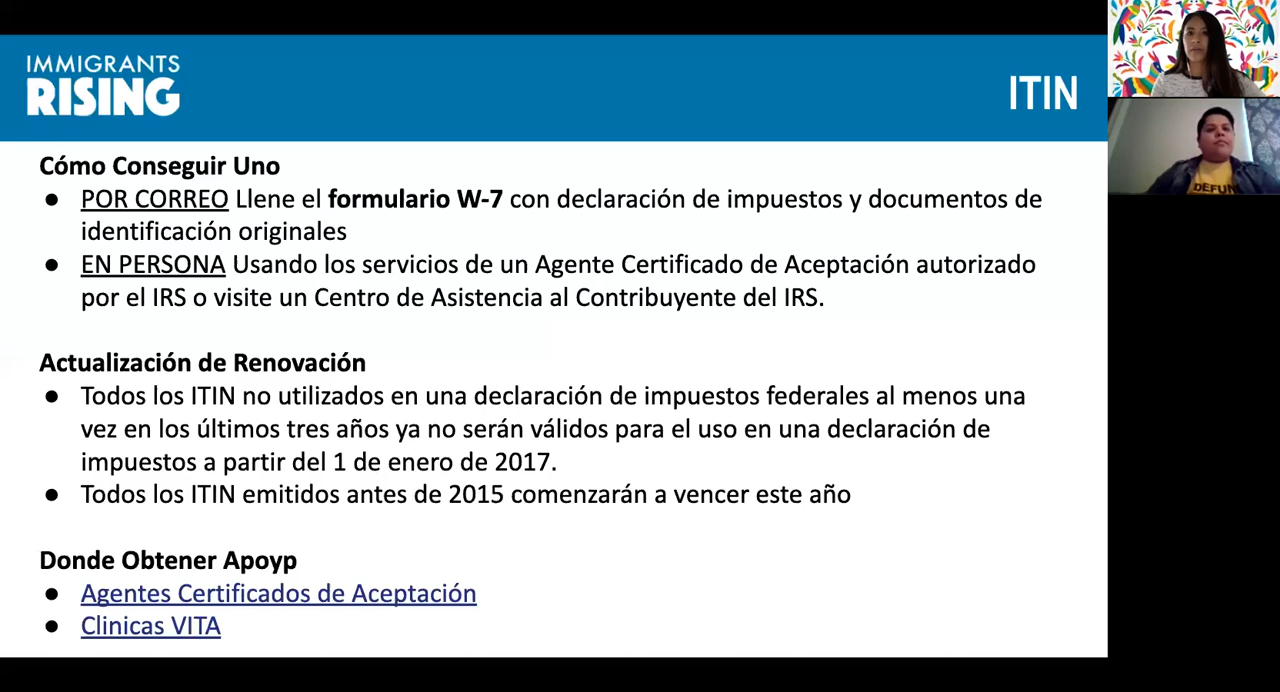 IMMIGRANTS
RISING
ITIN
Cómo Conseguir Uno
● POR CORREO Llene el formulario W-7 con declaración de impuestos y documentos de
identificación originales
● EN PERSONA Usando los servicios de un Agente Certificado de Aceptación autorizado
por el IRS o visite un Centro de Asistencia al Contribuyente del IRS.
Actualización de Renovación
● Todos los ITIN no utilizados en una declaración de impuestos federales al menos una
vez en los últimos tres años ya no serán válidos para el uso en una declaración de
impuestos a partir del 1 de enero de 2017.
● Todos los ITIN emitidos antes de 2015 comenzarán a vencer este año
Donde Obtener Apoyp
● Agentes Certificados de Aceptación
● Clinicas VITA
DEFUN